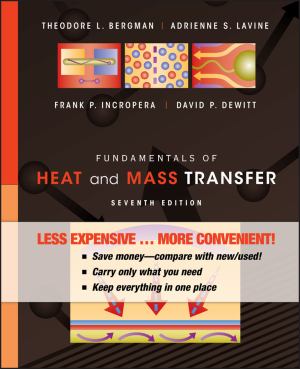 THEODORE L. BERGMAN | ADRIENNE S. LAVINE
FRANK P. INCROPERA | DAVID P. DEWITT
FUNDAMENTALS OF
HEAT and MASS TRANSFER
SEVENTH EDITION
LESS EXPENSIVE ... MORE CONVENIENT!
■ Save money—compare with new/used!
■ Carry only what you need
■ Keep everything in one place